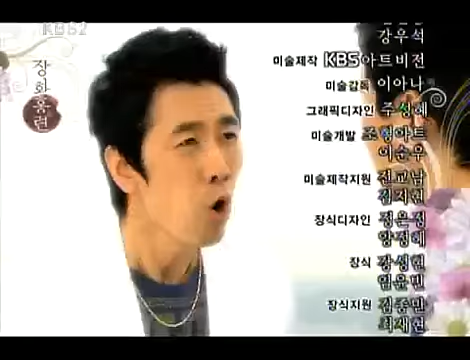 KBS2
장화홍련
강우석
미술제작 KBS아트비전
미술감독 이아나
그래픽디자인 주성혜
미술개발 조형아트
이순우
미술제작지원 전교남
김지헌
장식디자인 정은정
황정혜
장식 장성현
임윤빈
장식지원 김중만
최재현